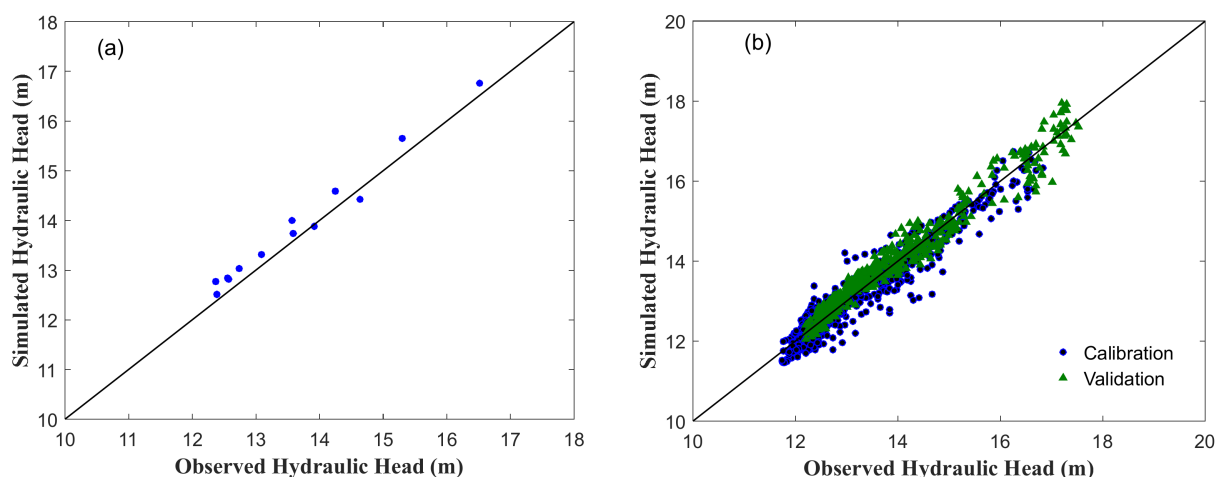 (a)
Simulated Hydraulic Head (m)
18
17
16
15
14
13
12
11
10
10 11 12 13 14 15 16 17 18
Observed Hydraulic Head (m)
(b)
Simulated Hydraulic Head (m)
20
18
16
14
12
10
Calibration
Validation
10 12 14 16 18 20
Observed Hydraulic Head (m)